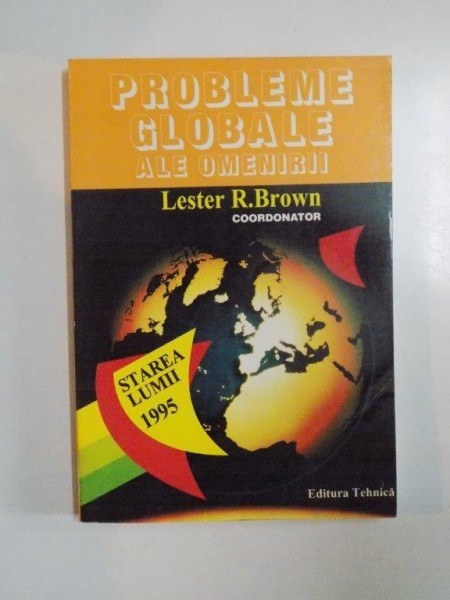 PROBLEME
GLOBALE
ALE OMENIRII
Lester R.Brown
COORDONATOR
STAREA
LUMII
1995
Editura Tehnică